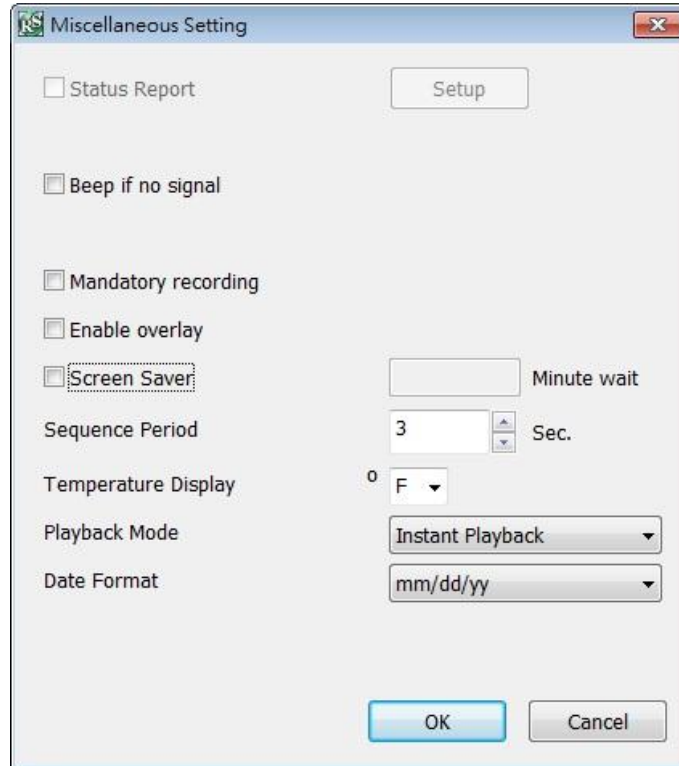 RS Miscellaneous Setting
Status Report Setup
Beep if no signal
Mandatory recording
Enable overlay
Screen Saver Minute wait
Sequence Period 3 Sec.
Temperature Display o F
Playback Mode Instant Playback
Date Format mm/dd/yy
OK Cancel